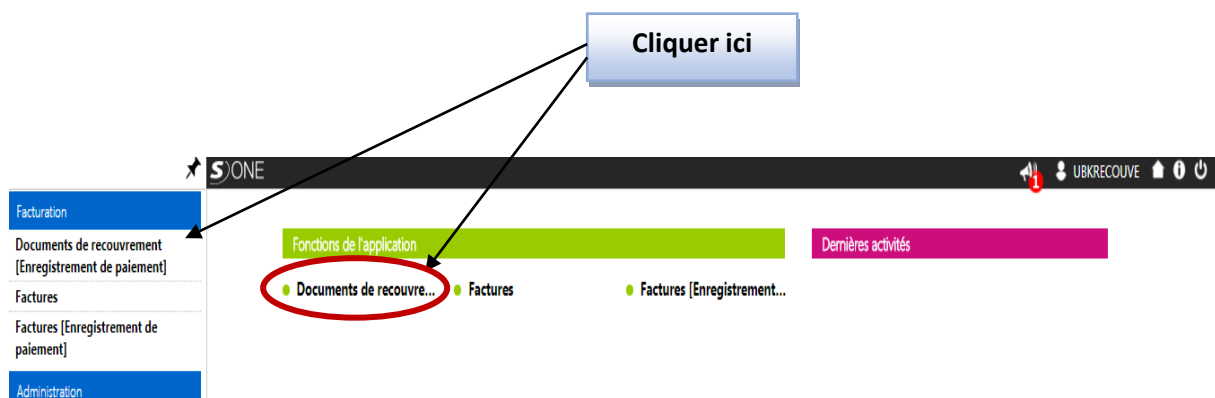 Cliquer ici
S)ONE
1
UBKRECOUVE
Facturation
Documents de recouvrement
[Enregistrement de paiement]
Factures
Factures [Enregistrement de
paiement]
Administration
Fonctions de l'application
Dernières activités
Documents de recouvre...
Factures
Factures [Enregistrement...